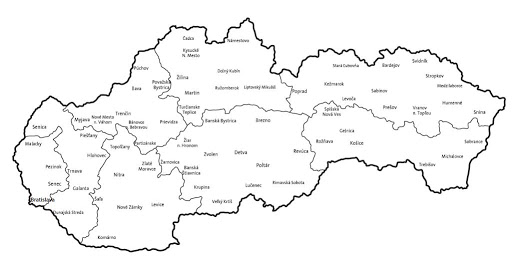 Čadca
Námestovo
Kysucké
N. Mesto
Púchov
Žilina
Dolný Kubín
Ilava
Považská
Bystrica
Ružomberok
Liptovský Mikuláš
Martin
Poprad
Stará Ľubovňa
Bardejov
Svidník
Stropkov
Kežmarok
Sabinov
Medzilaborce
Levoča
Humenné
Spišská
Nová Ves
Prešov
Vranov
n. Topľou
Snina
Senica
Myjava
Nové Mesto
n. Váhom
Trenčín
Bánovce
Bebravou
Prievidza
Turčianske
Teplice
Banská Bystrica
Brezno
Gelnica
Rožňava
Košice
Sobrance
Michalovce
Trebišov
Malacky
Piešťany
Hlohovec
Topoľčany
Partizánske
Žiar
n. Hronom
Zvolen
Detva
Revúca
Pezinok
Trnava
Nitra
Zlaté
Moravce
Žarnovica
Banská
Štiavnica
Poltár
Senec
Galanta
Krupina
Lučenec
Rimavská Sobota
Bratislava
Šaľa
Nové Zámky
Levice
Veľký Krtíš
Dunajská Streda
Komárno